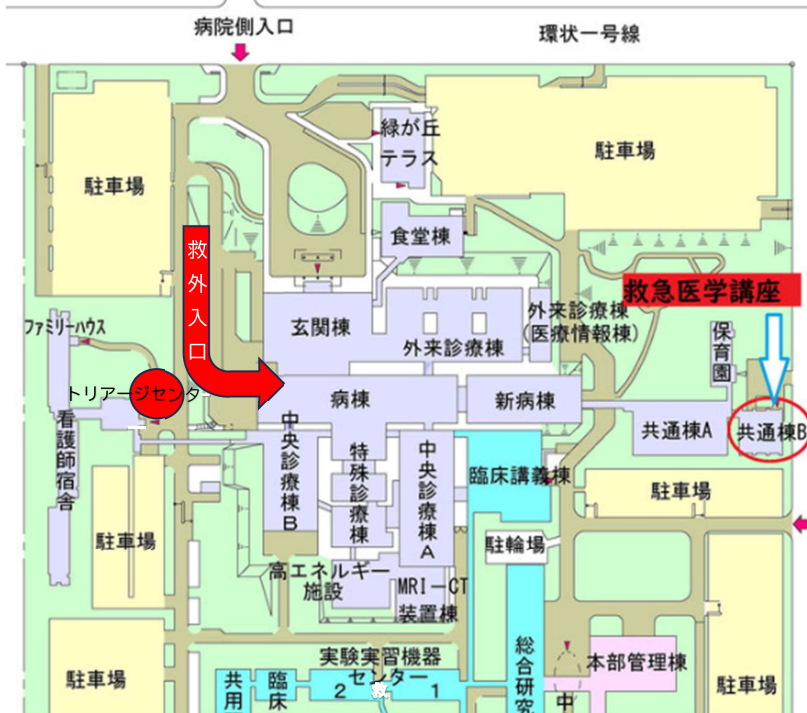 病院側入口
環状一号線
緑が丘
テラス
駐車場
駐車場
食堂棟
救外入口
救急医学講座
玄関棟
外来診療棟
(医療情報棟)
外来診療棟
ファミリーハウス
保育園
トリアージセンター
病棟
新病棟
共通棟A
共通棟B
看護師宿舎
中央診療棟B
特殊診療棟
中央診療棟A
臨床講義棟
駐車場
駐車場
駐輪場
高エネルギー
施設
MRI-CT
装置棟
実験実習機器
センター
2
1
救
共用
臨床
総合研究
本部管理棟
中
駐車場
駐車場